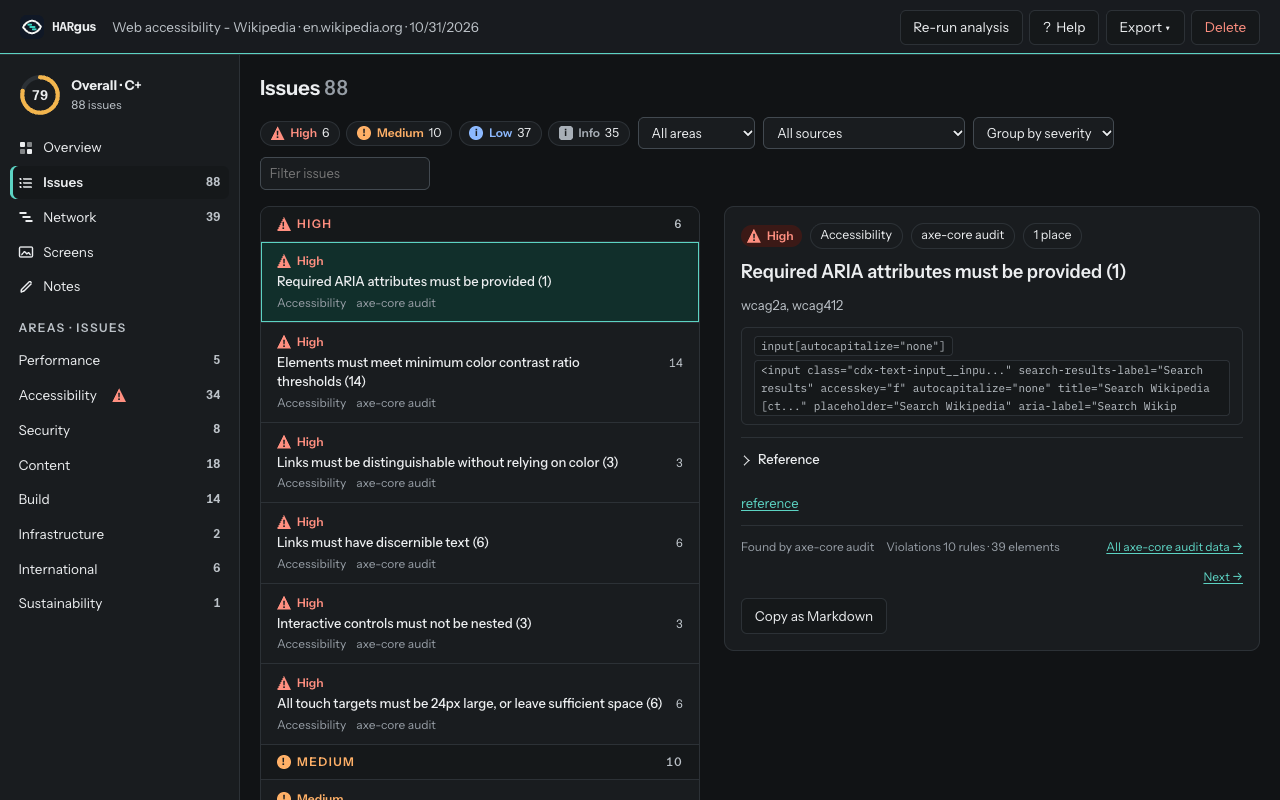 HARgus Web accessibility - Wikipedia · en.wikipedia.org · 10/31/2026 Re-run analysis ? Help Export ▾ Delete
79 Overall · C+
88 issues
Overview
Issues 88
Network 39
Screens
Notes
AREAS · ISSUES
Performance 5
Accessibility 34
Security 8
Content 18
Build 14
Infrastructure 2
International 6
Sustainability 1
Issues 88
High 6 Medium 10 Low 37 Info 35 All areas All sources Group by severity
Filter issues
HIGH 6
High
Required ARIA attributes must be provided (1)
Accessibility axe-core audit
High
Elements must meet minimum color contrast ratio 14
thresholds (14)
Accessibility axe-core audit
High
Links must be distinguishable without relying on color (3) 3
Accessibility axe-core audit
High
Links must have discernible text (6) 6
Accessibility axe-core audit
High
Interactive controls must not be nested (3) 3
Accessibility axe-core audit
High
All touch targets must be 24px large, or leave sufficient space (6) 6
Accessibility axe-core audit
MEDIUM 10
Medium
High Accessibility axe-core audit 1 place
Required ARIA attributes must be provided (1)
wcag2a, wcag412
input[autocapitalize="none"]
<input class="cdx-text-input__inpu..." search-results-label="Search
results" accesskey="f" autocapitalize="none" title="Search Wikipedia
[ct..." placeholder="Search Wikipedia" aria-label="Search Wikip
Reference
reference
Found by axe-core audit Violations 10 rules · 39 elements All axe-core audit data →
Next →
Copy as Markdown